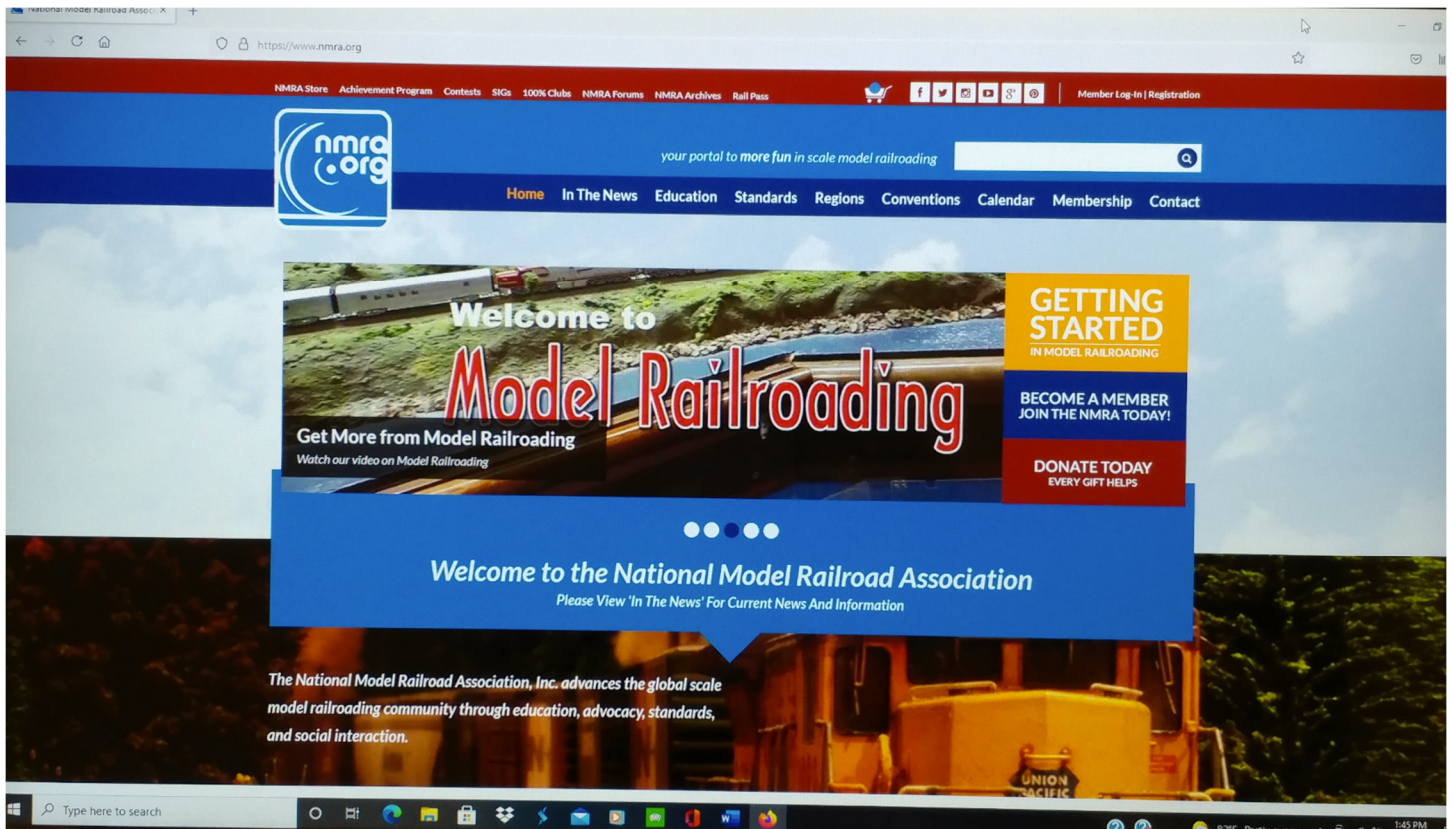 National Model Railroad Associ
https://www.nmra.org
NMRA Store Achievement Program Contests SIGs 100% Clubs NMRA Forums NMRA Archives Rail Pass
Member Log-In | Registration
nmra
.org
your portal to more fun in scale model railroading
Home In The News Education Standards Regions Conventions Calendar Membership Contact
Welcome to
Model Railroading
Get More from Model Railroading
Watch our video on Model Railroading
GETTING
STARTED
IN MODEL RAILROADING
BECOME A MEMBER
JOIN THE NMRA TODAY!
DONATE TODAY
EVERY GIFT HELPS
Welcome to the National Model Railroad Association
Please View 'In The News' For Current News And Information
The National Model Railroad Association, Inc. advances the global scale
model railroading community through education, advocacy, standards,
and social interaction.
UNION
PACIFIC
Type here to search
1:45 PM